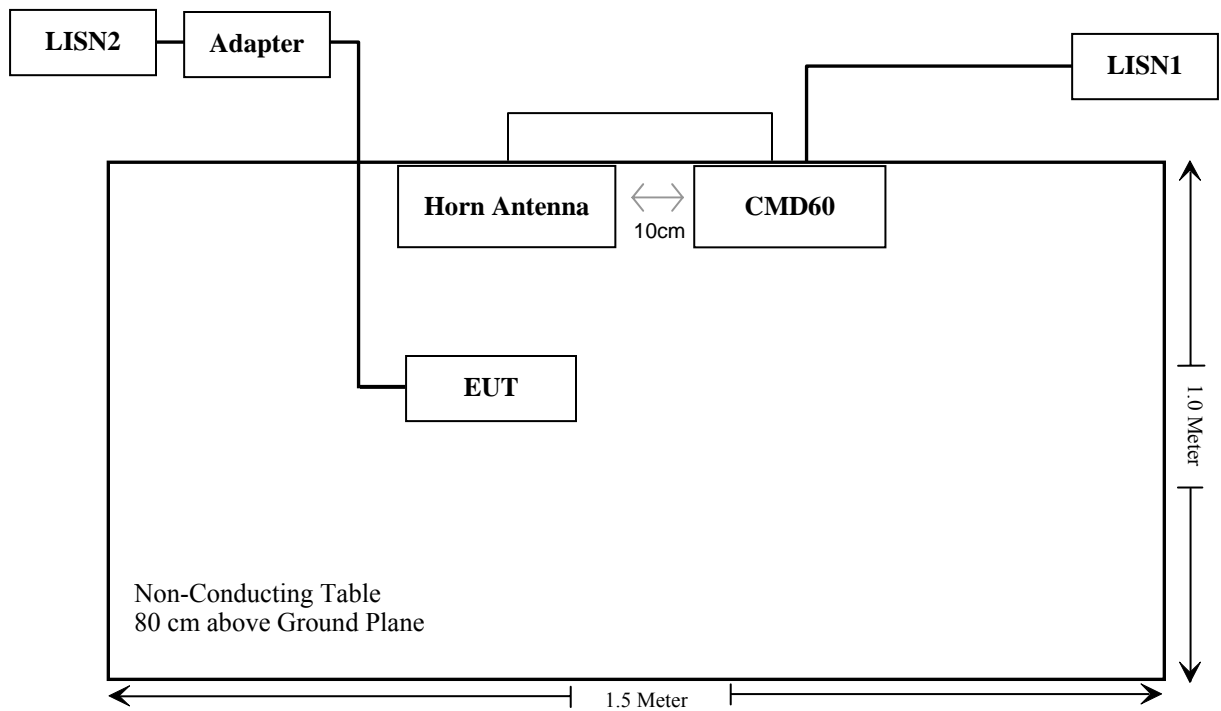 LISN2
Adapter
LISN1
Horn Antenna
10cm
CMD60
EUT
1.0 Meter
Non-Conducting Table
80 cm above Ground Plane
1.5 Meter